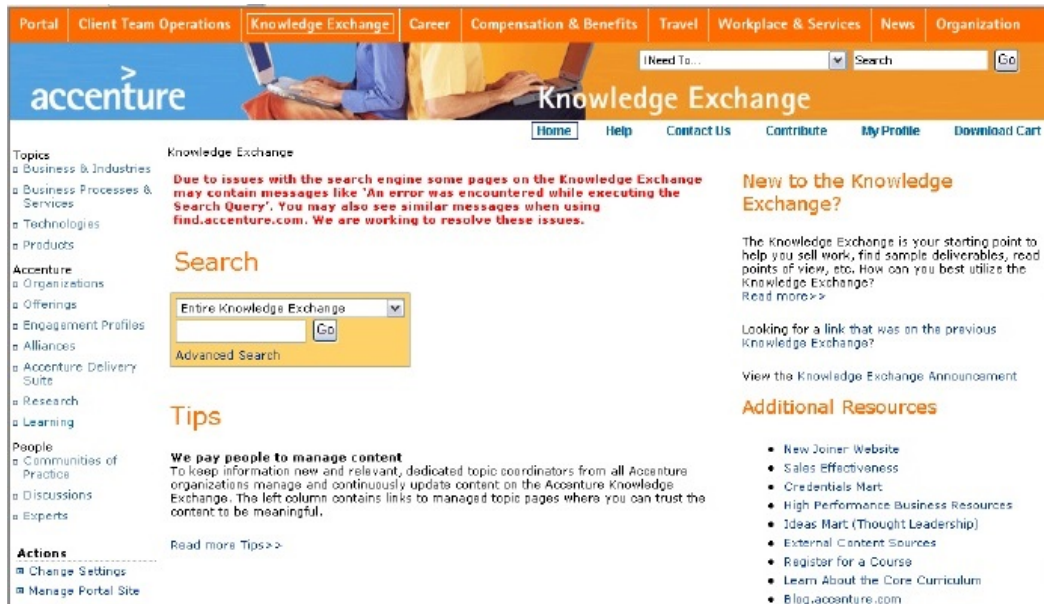 Portal Client Team Operations Knowledge Exchange Career Compensation & Benefits Travel Workplace & Services News Organization
I Need To... Search Go
accenture
>
Knowledge Exchange
Home Help Contact Us Contribute My Profile Download Cart
Topics
Business & Industries
Business Processes &
Services
Technologies
Products
Accenture
Organizations
Offerings
Engagement Profiles
Alliances
Accenture Delivery
Suite
Research
Learning
People
Communities of
Practice
Discussions
Experts
Actions
Change Settings
Manage Portal Site
Knowledge Exchange
Due to issues with the search engine some pages on the Knowledge Exchange
may contain messages like 'An error was encountered while executing the
Search Query'. You may also see similar messages when using
find.accenture.com. We are working to resolve these issues.
Search
Entire Knowledge Exchange
Go
Advanced Search
Tips
We pay people to manage content
To keep information new and relevant, dedicated topic coordinators from all Accenture
organizations manage and continuously update content on the Accenture Knowledge
Exchange. The left column contains links to managed topic pages where you can trust the
content to be meaningful.
Read more Tips>>
New to the Knowledge
Exchange?
The Knowledge Exchange is your starting point to
help you sell work, find sample deliverables, read
points of view, etc. How can you best utilize the
Knowledge Exchange?
Read more>>
Looking for a link that was on the previous
Knowledge Exchange?
View the Knowledge Exchange Announcement
Additional Resources
New Joiner Website
Sales Effectiveness
Credentials Mart
High Performance Business Resources
Ideas Mart (Thought Leadership)
External Content Sources
Register for a Course
Learn About the Core Curriculum
Blog.accenture.com